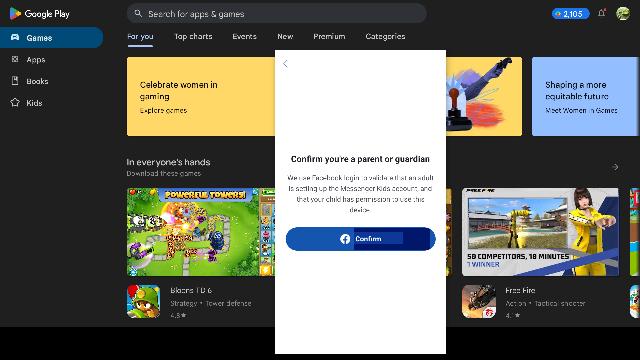 Google Play
Search for apps & games
2,105
Games
Apps
Books
Kids
For you
Top charts
Events
New
Premium
Categories
Celebrate women in
gaming
Explore games
Shaping a more
equitable future
Meet Women in Games
Confirm you're a parent or guardian
We use Facebook login to validate that an adult
is setting up the Messenger Kids account, and
that your child has permission to use this
device.
Confirm
In everyone's hands
Download these games
POWERFUL TOWERS!
Bloons TD 6
Strategy • Tower defense
4.8★
FREE FIRE
50 COMPETITORS, 10 MINUTES
1 WINNER
Free Fire
Action • Tactical shooter
4.1★